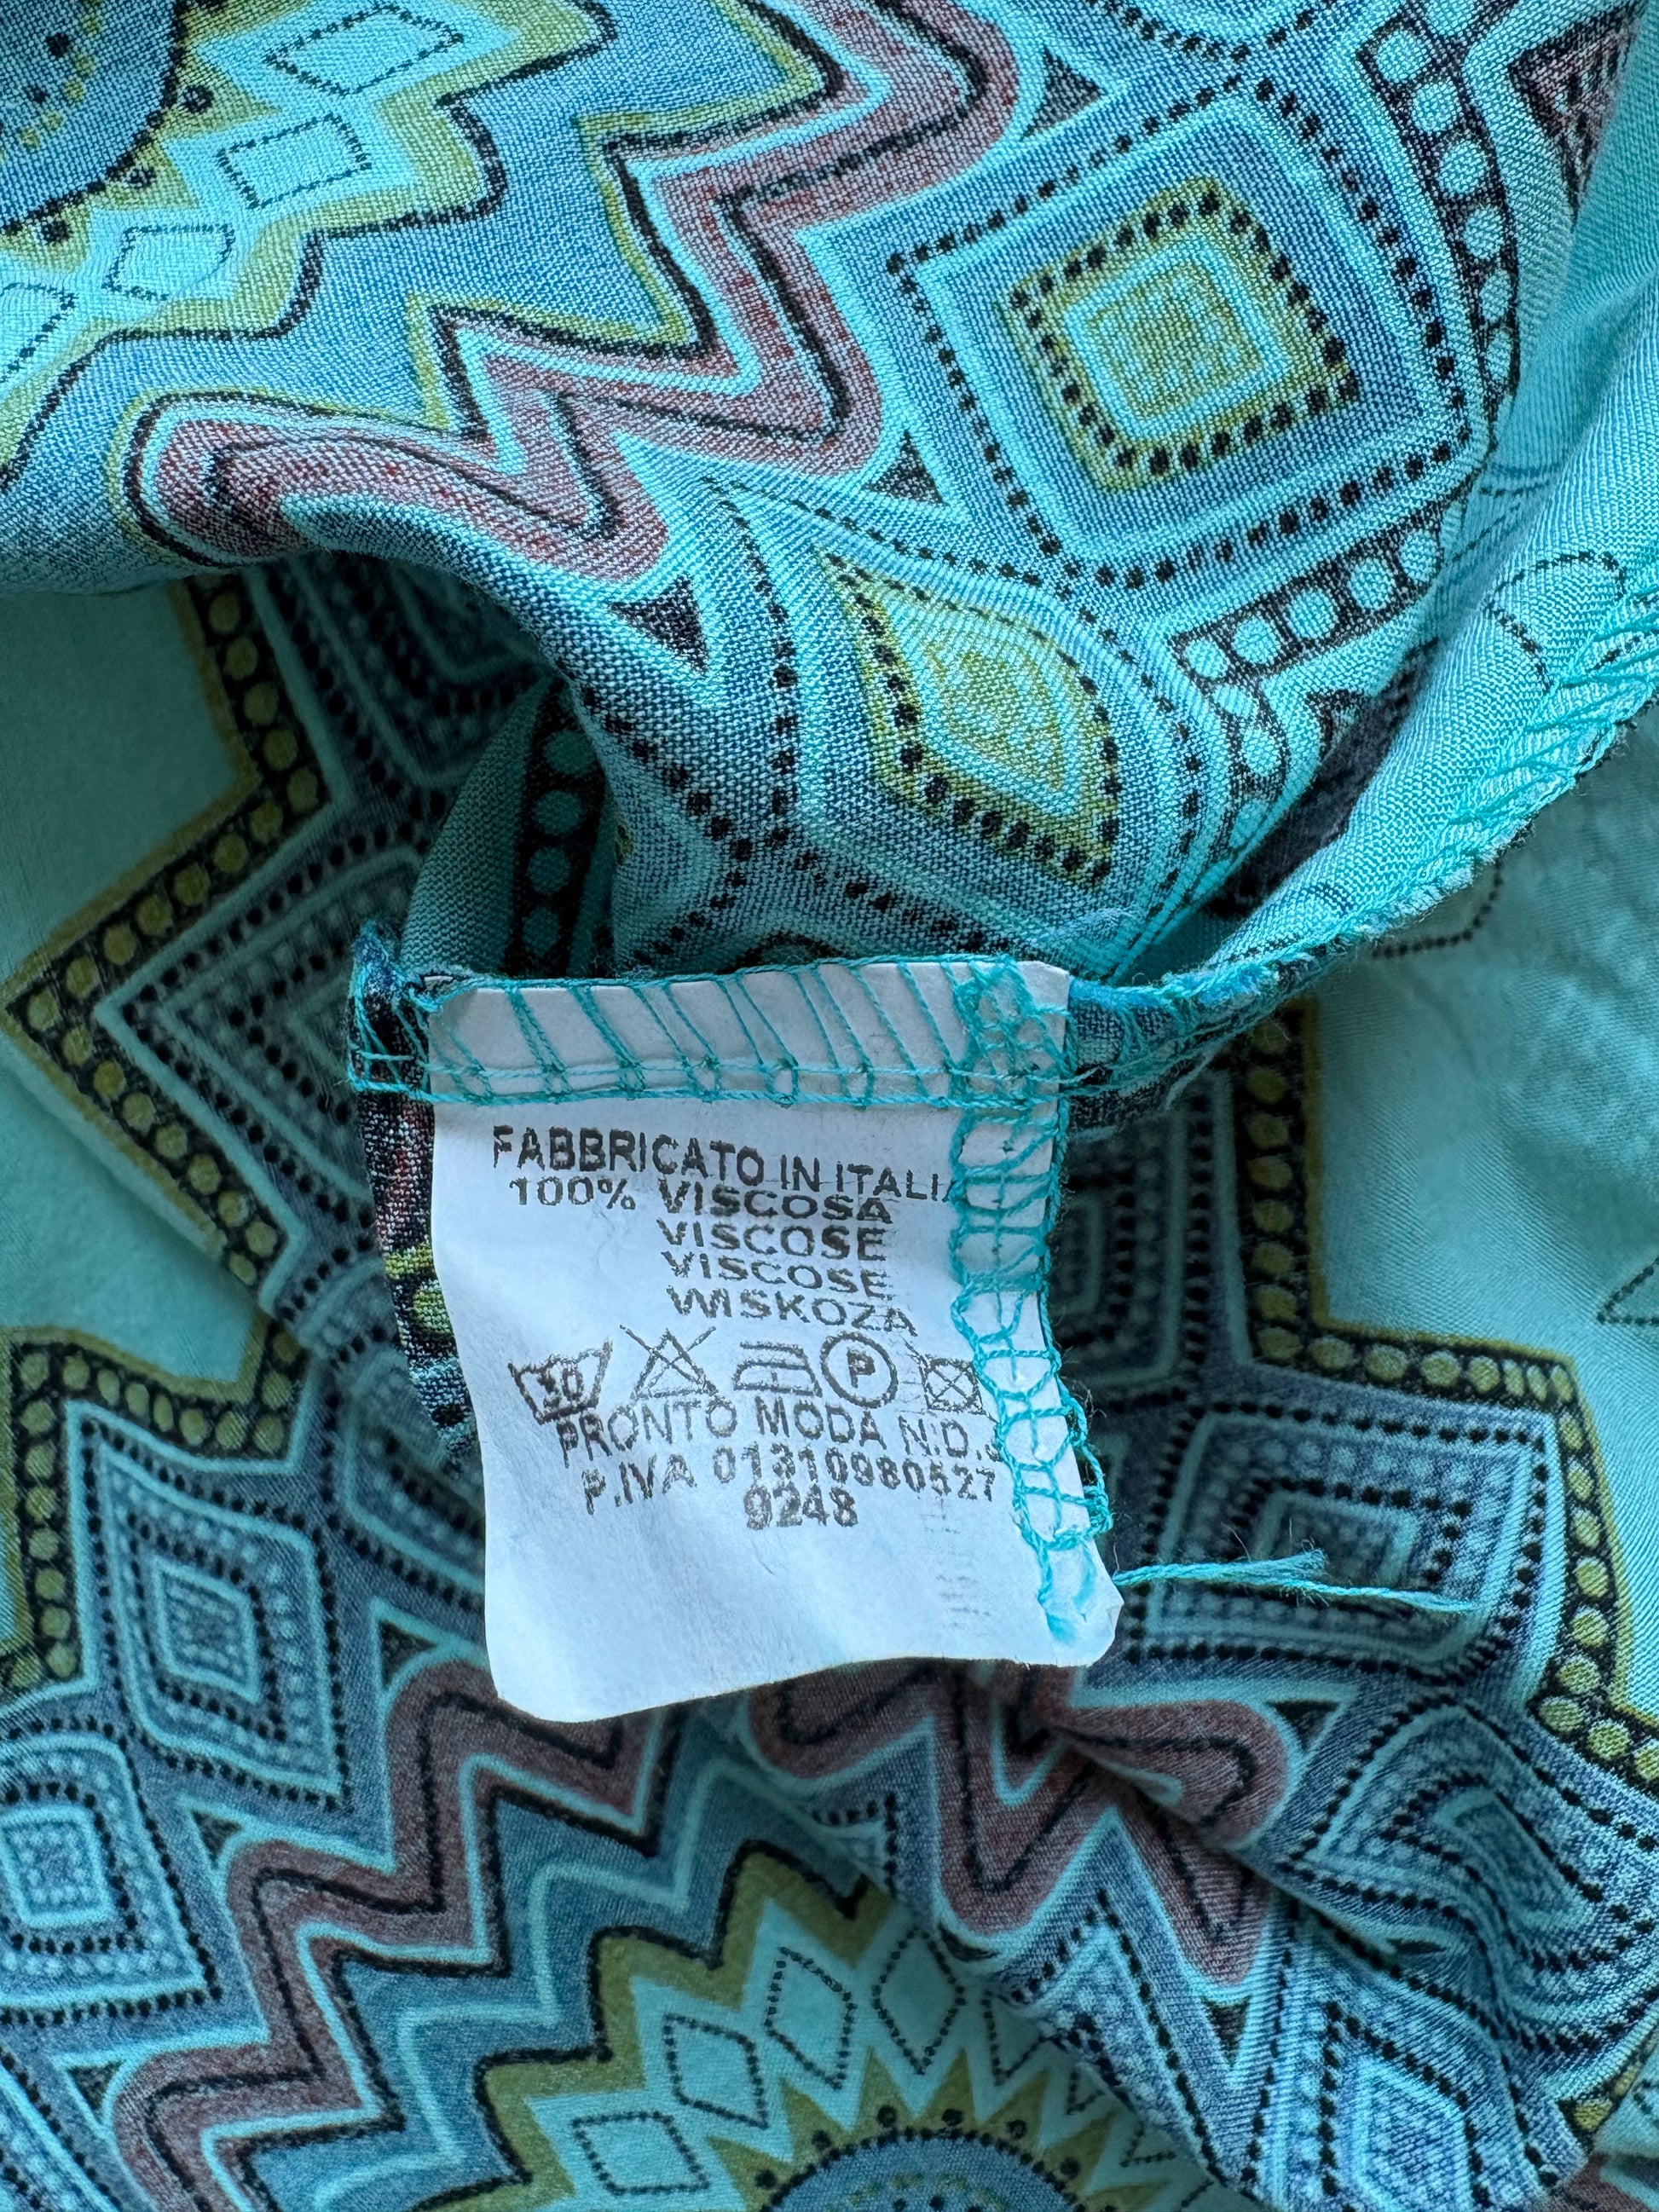 FABBRICATO IN ITALIA
100% VISCOSA
VISCOSE
VISCOSE
WISKOZA
30 P
PRONTO MODA N.D.
P.IVA 01310980527
9248